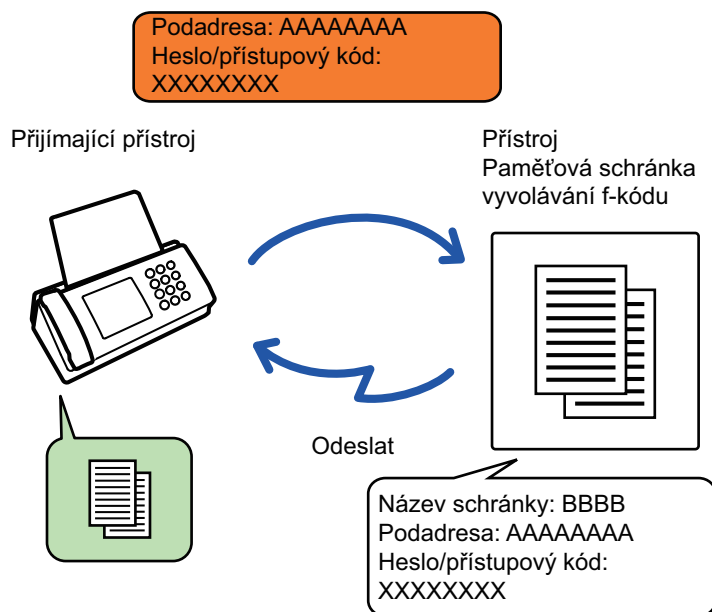 Podadresa: AAAAAAAA
Heslo/přístupový kód:
XXXXXXXX
Přijímající přístroj
Přístroj
Paměťová schránka
vyvolávání f-kódu
Odeslat
Název schránky: BBBB
Podadresa: AAAAAAAA
Heslo/přístupový kód:
XXXXXXXX